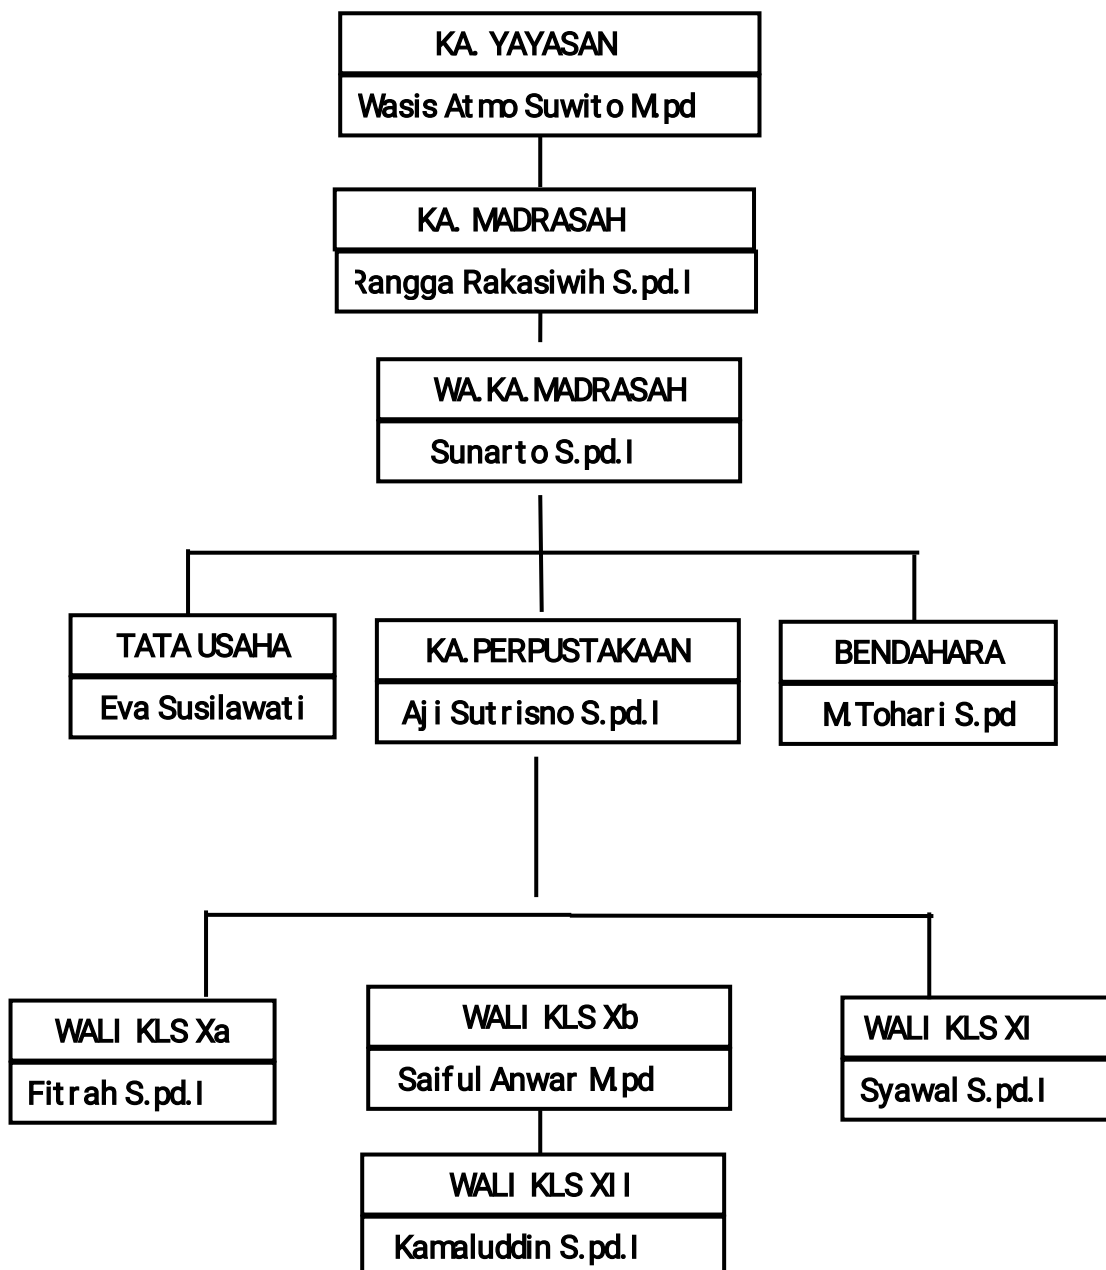 KA. YAYASAN
Wasis Atmo Suwito M.pd
KA. MADRASAH
Rangga Rakasiwih S.pd.I
WA.KA.MADRASAH
Sunarto S.pd.I
TATA USAHA
Eva Susilawati
KA.PERPUSTAKAAN
Aji Sutrisno S.pd.I
BENDAHARA
M.Tohari S.pd
WALI KLS Xa
Fitrah S.pd.I
WALI KLS Xb
Saiful Anwar M.pd
WALI KLS XI
Syawal S.pd.I
WALI KLS XII
Kamaluddin S.pd.I